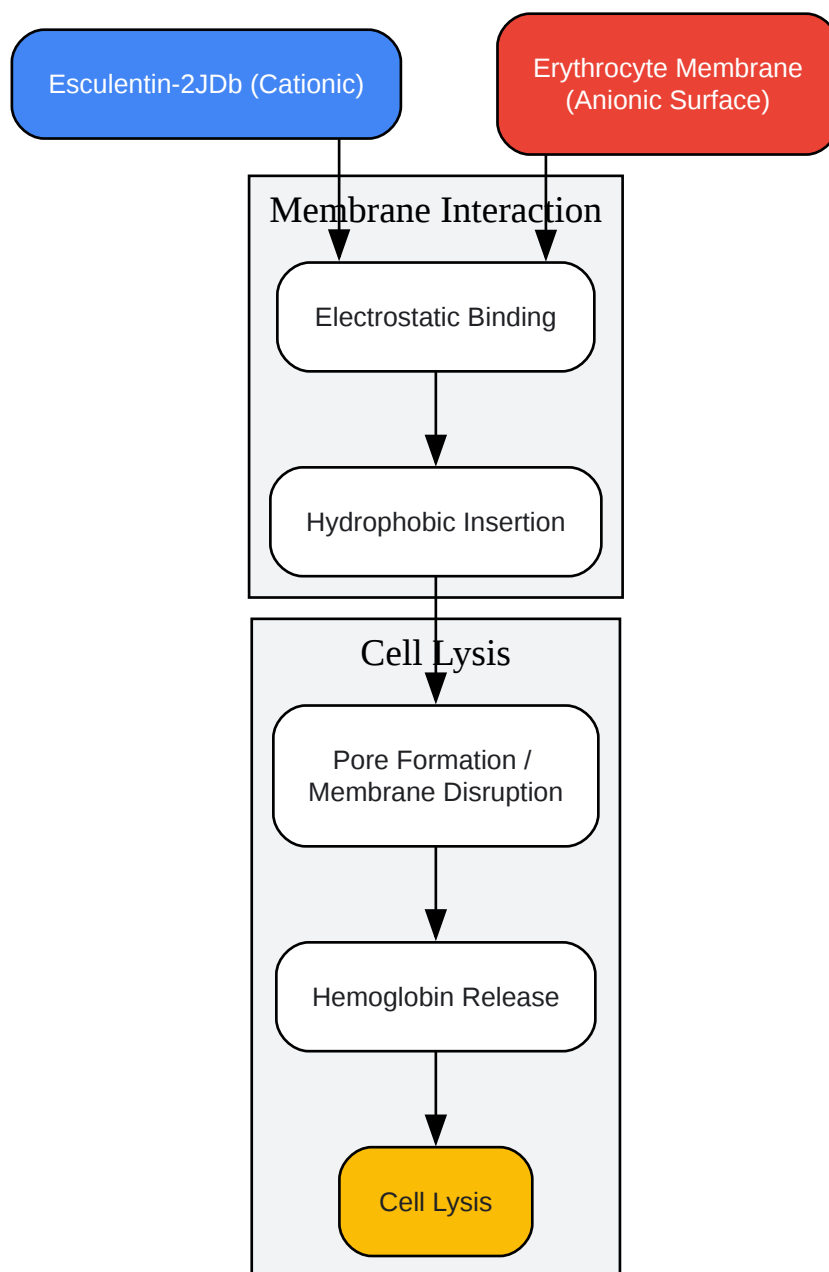 Esculentin-2JDb (Cationic)
Erythrocyte Membrane
(Anionic Surface)
Membrane Interaction
Electrostatic Binding
Hydrophobic Insertion
Cell Lysis
Pore Formation /
Membrane Disruption
Hemoglobin Release
Cell Lysis